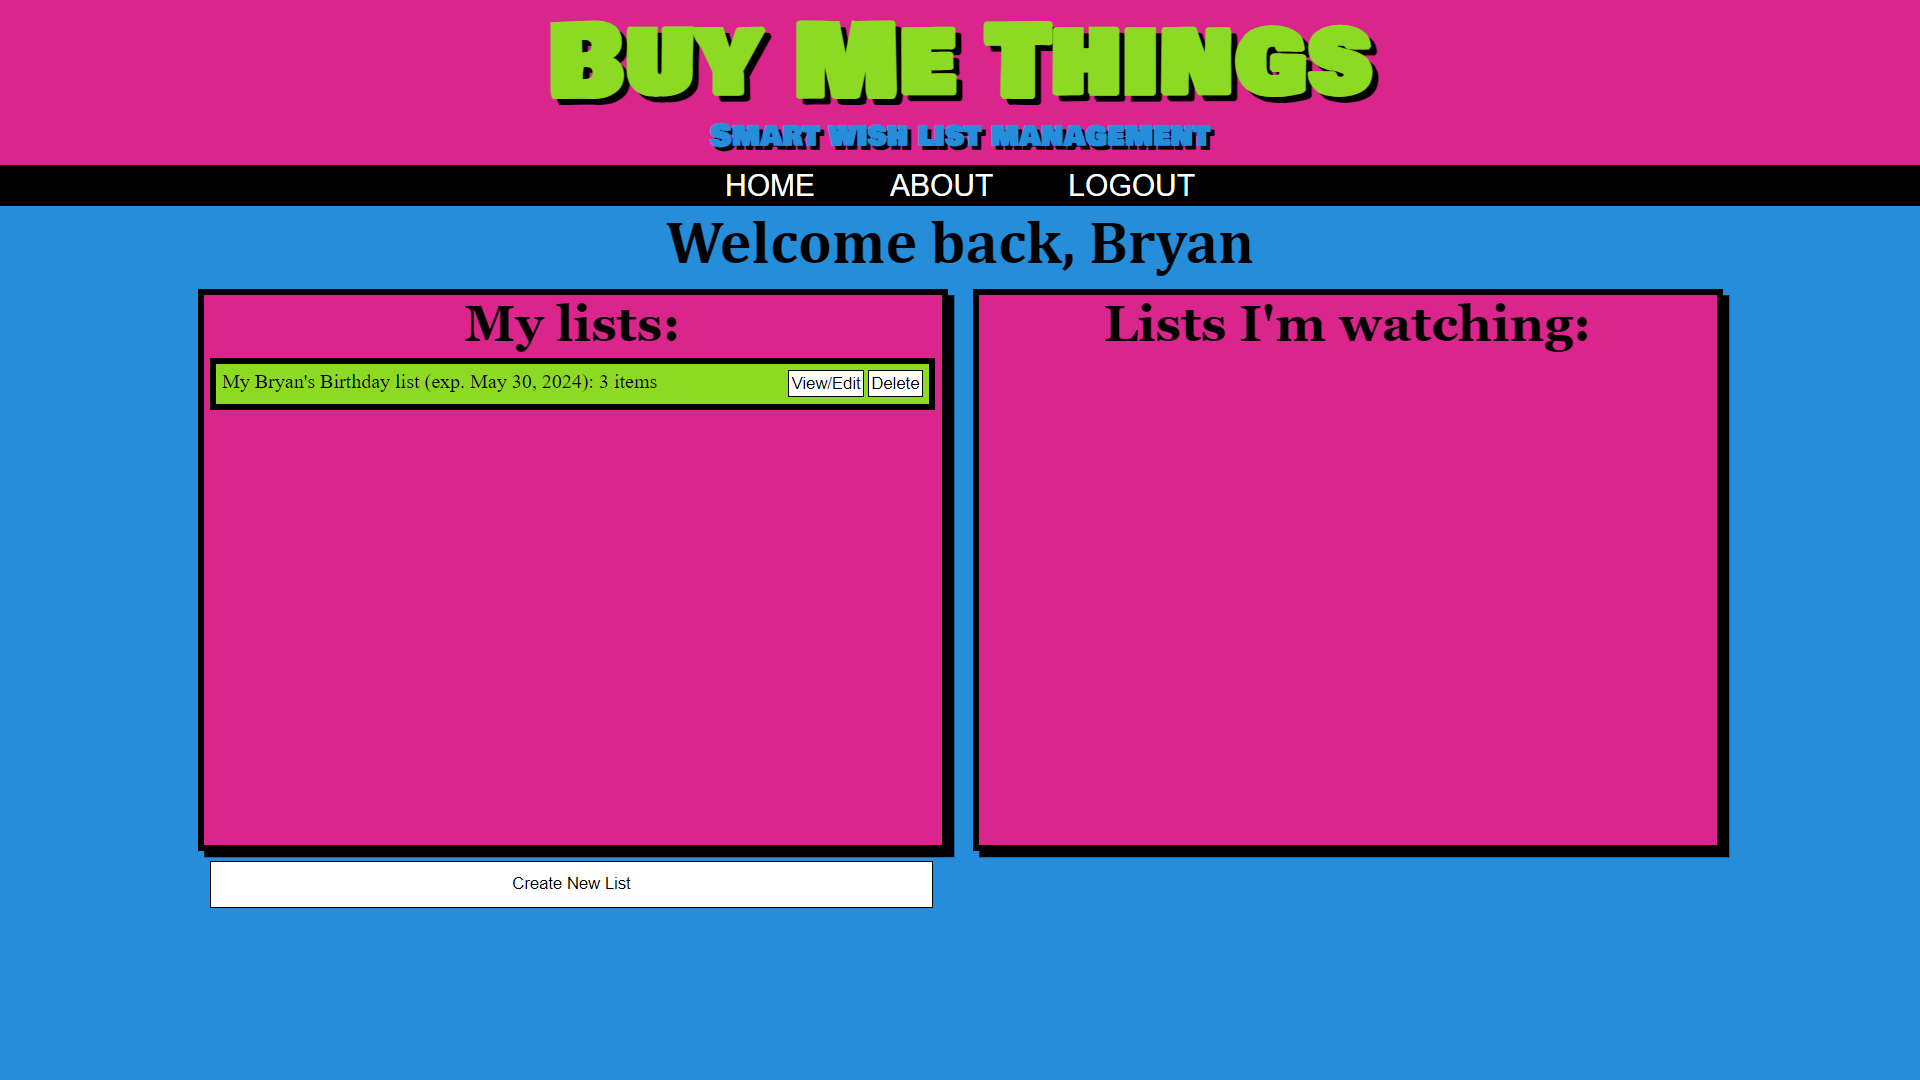 Buy Me Things
Smart wish list management
HOME ABOUT LOGOUT
Welcome back, Bryan
My lists:
My Bryan's Birthday list (exp. May 30, 2024): 3 items View/Edit Delete
Create New List
Lists I'm watching: